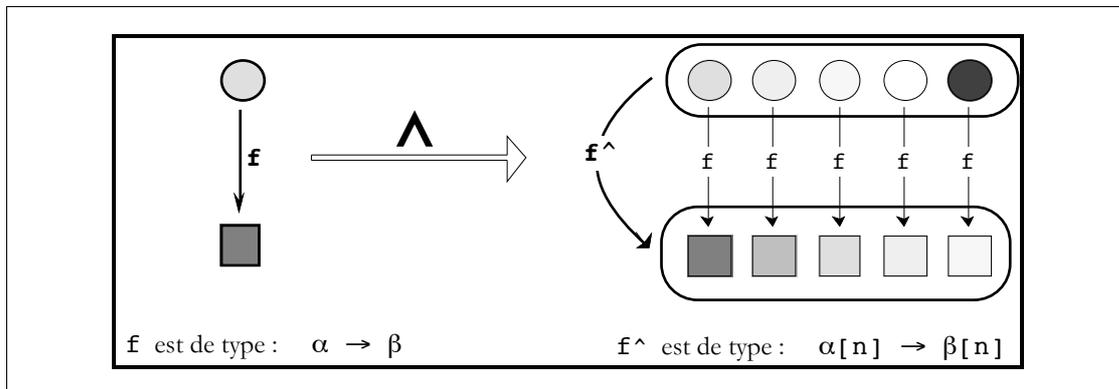 ^
f
f^
f f f f f
f est de type : α → β
f^ est de type : α[n] → β[n]